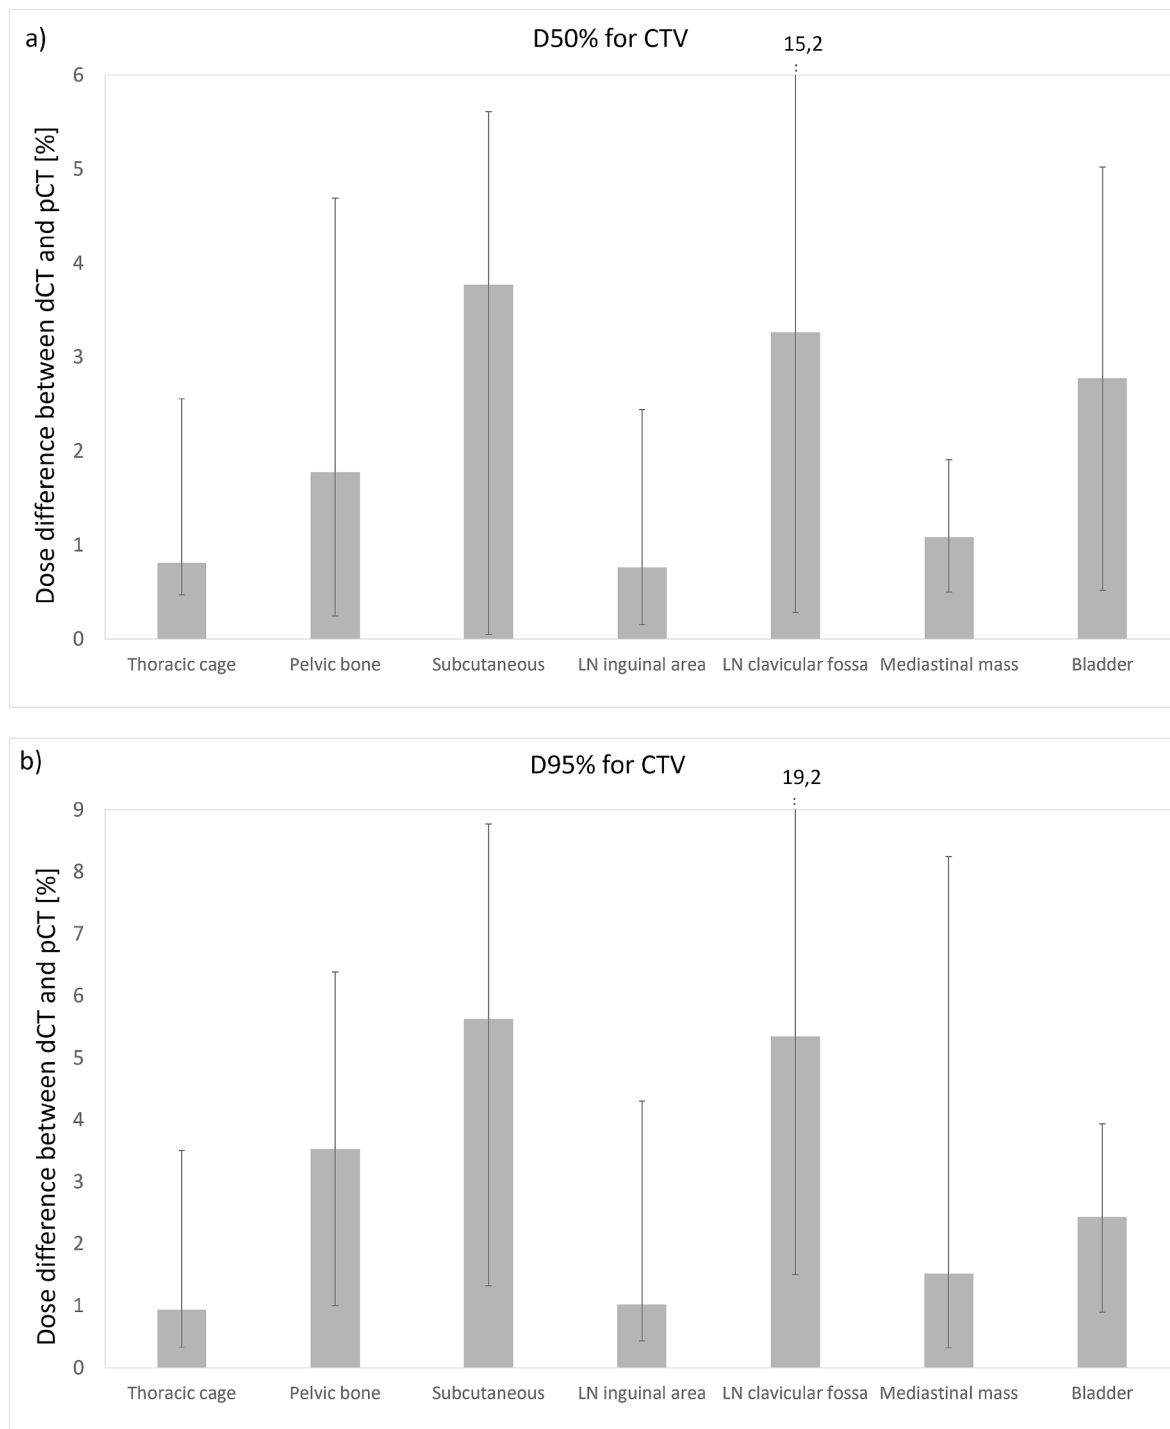 a)
D50% for CTV
15,2
Dose difference between dCT and pCT [%]
6
5
4
3
2
1
0
Thoracic cage
Pelvic bone
Subcutaneous
LN inguinal area
LN clavicular fossa
Mediastinal mass
Bladder
b)
D95% for CTV
19,2
Dose difference between dCT and pCT [%]
9
8
7
6
5
4
3
2
1
0
Thoracic cage
Pelvic bone
Subcutaneous
LN inguinal area
LN clavicular fossa
Mediastinal mass
Bladder